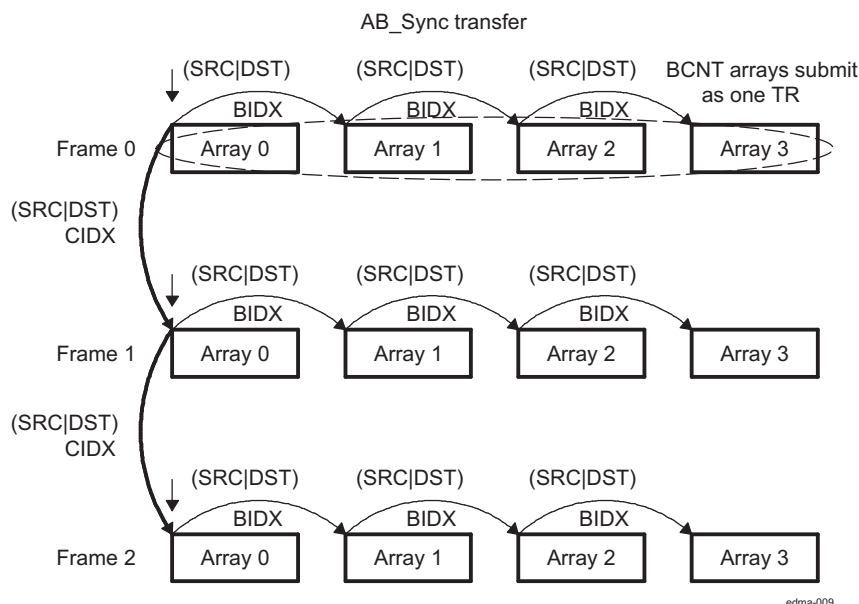 AB_Sync transfer
(SRC|DST) (SRC|DST) (SRC|DST) BCNT arrays submit
as one TR
BIDX BIDX BIDX
Frame 0 Array 0 Array 1 Array 2 Array 3
(SRC|DST)
CIDX
(SRC|DST) (SRC|DST) (SRC|DST)
BIDX BIDX BIDX
Frame 1 Array 0 Array 1 Array 2 Array 3
(SRC|DST)
CIDX
(SRC|DST) (SRC|DST) (SRC|DST)
BIDX BIDX BIDX
Frame 2 Array 0 Array 1 Array 2 Array 3
edma-009